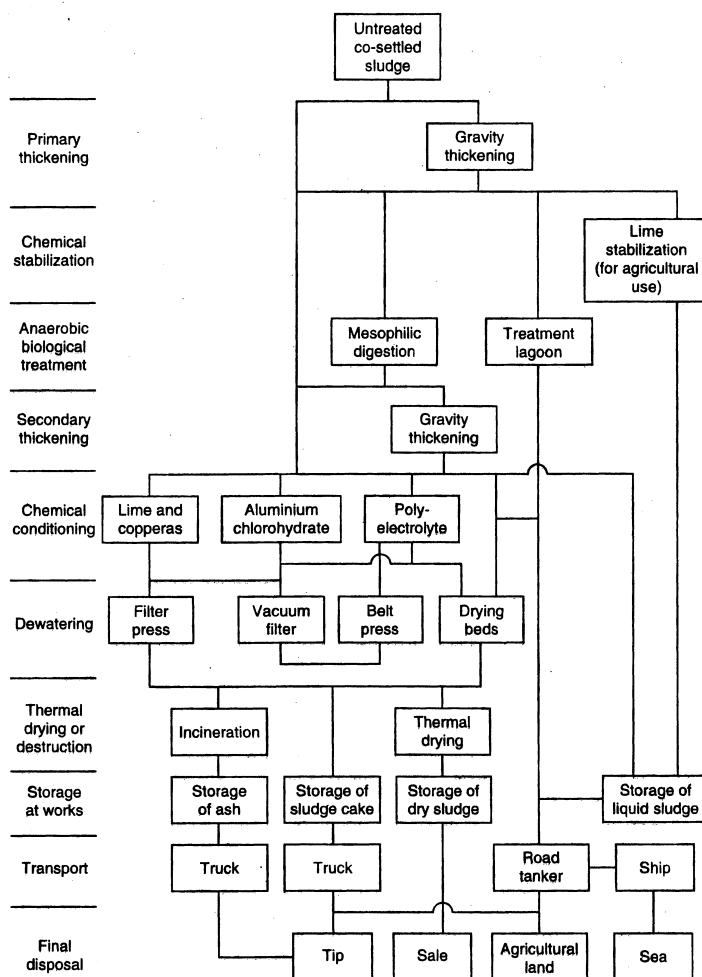 Untreated
co-settled
sludge
Primary
thickening
Gravity
thickening
Chemical
stabilization
Lime
stabilization
(for agricultural
use)
Anaerobic
biological
treatment
Mesophilic
digestion
Treatment
lagoon
Secondary
thickening
Gravity
thickening
Chemical
conditioning
Lime and
copperas
Aluminium
chlorohydrate
Poly-
electrolyte
Dewatering
Filter
press
Vacuum
filter
Belt
press
Drying
beds
Thermal
drying or
destruction
Incineration
Thermal
drying
Storage
at works
Storage
of ash
Storage of
sludge cake
Storage of
dry sludge
Storage of
liquid sludge
Transport
Truck
Truck
Road
tanker
Ship
Final
disposal
Tip
Sale
Agricultural
land
Sea